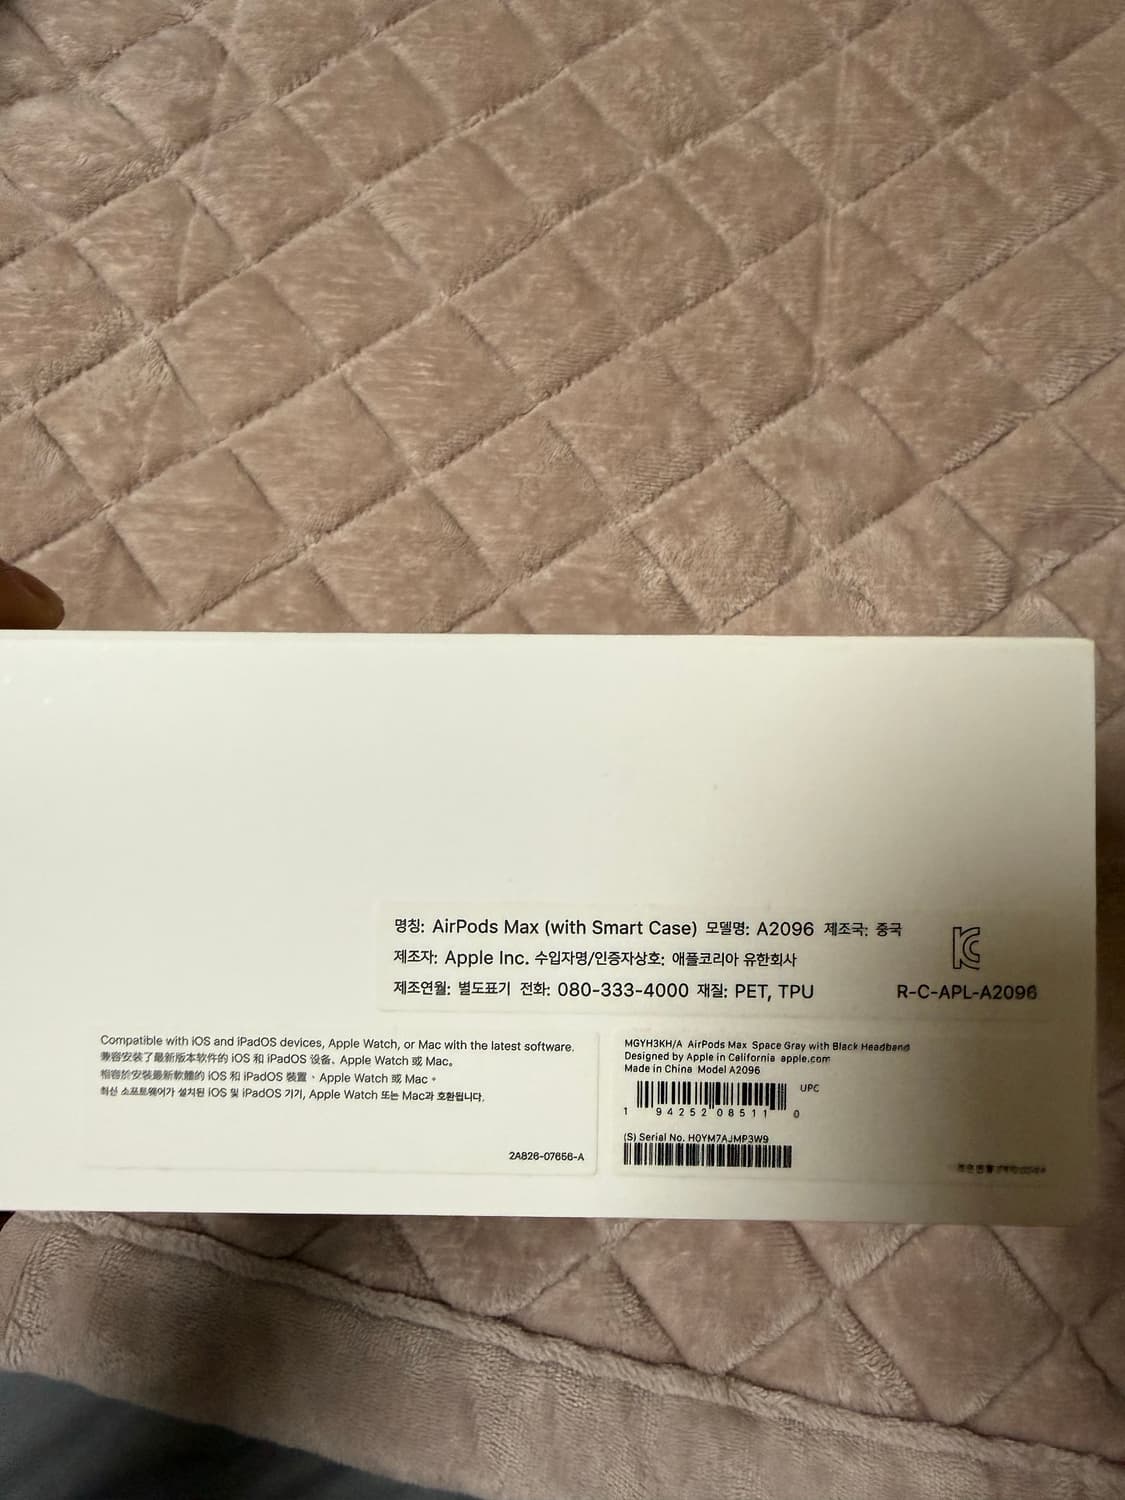 명칭: AirPods Max (with Smart Case) 모델명: A2096 제조국: 중국
제조자: Apple Inc. 수입자명/인증자상호: 애플코리아 유한회사
제조연월: 별도표기 전화: 080-333-4000 재질: PET, TPU
R-C-APL-A2096
Compatible with iOS and iPadOS devices, Apple Watch, or Mac with the latest software.
兼容安装了最新版本软件的 iOS 和 iPadOS 设备、Apple Watch 或 Mac。
相容於安裝最新軟體的 iOS 和 iPadOS 裝置、Apple Watch 或 Mac。
최신 소프트웨어가 설치된 iOS 및 iPadOS 기기, Apple Watch 또는 Mac과 호환됩니다.
2A826-07656-A
MGYH3KH/A AirPods Max Space Gray with Black Headband
Designed by Apple in California apple.com
Made in China Model A2096
UPC
1 94252 08511 0
(S) Serial No. H0YM7AJMP3W9